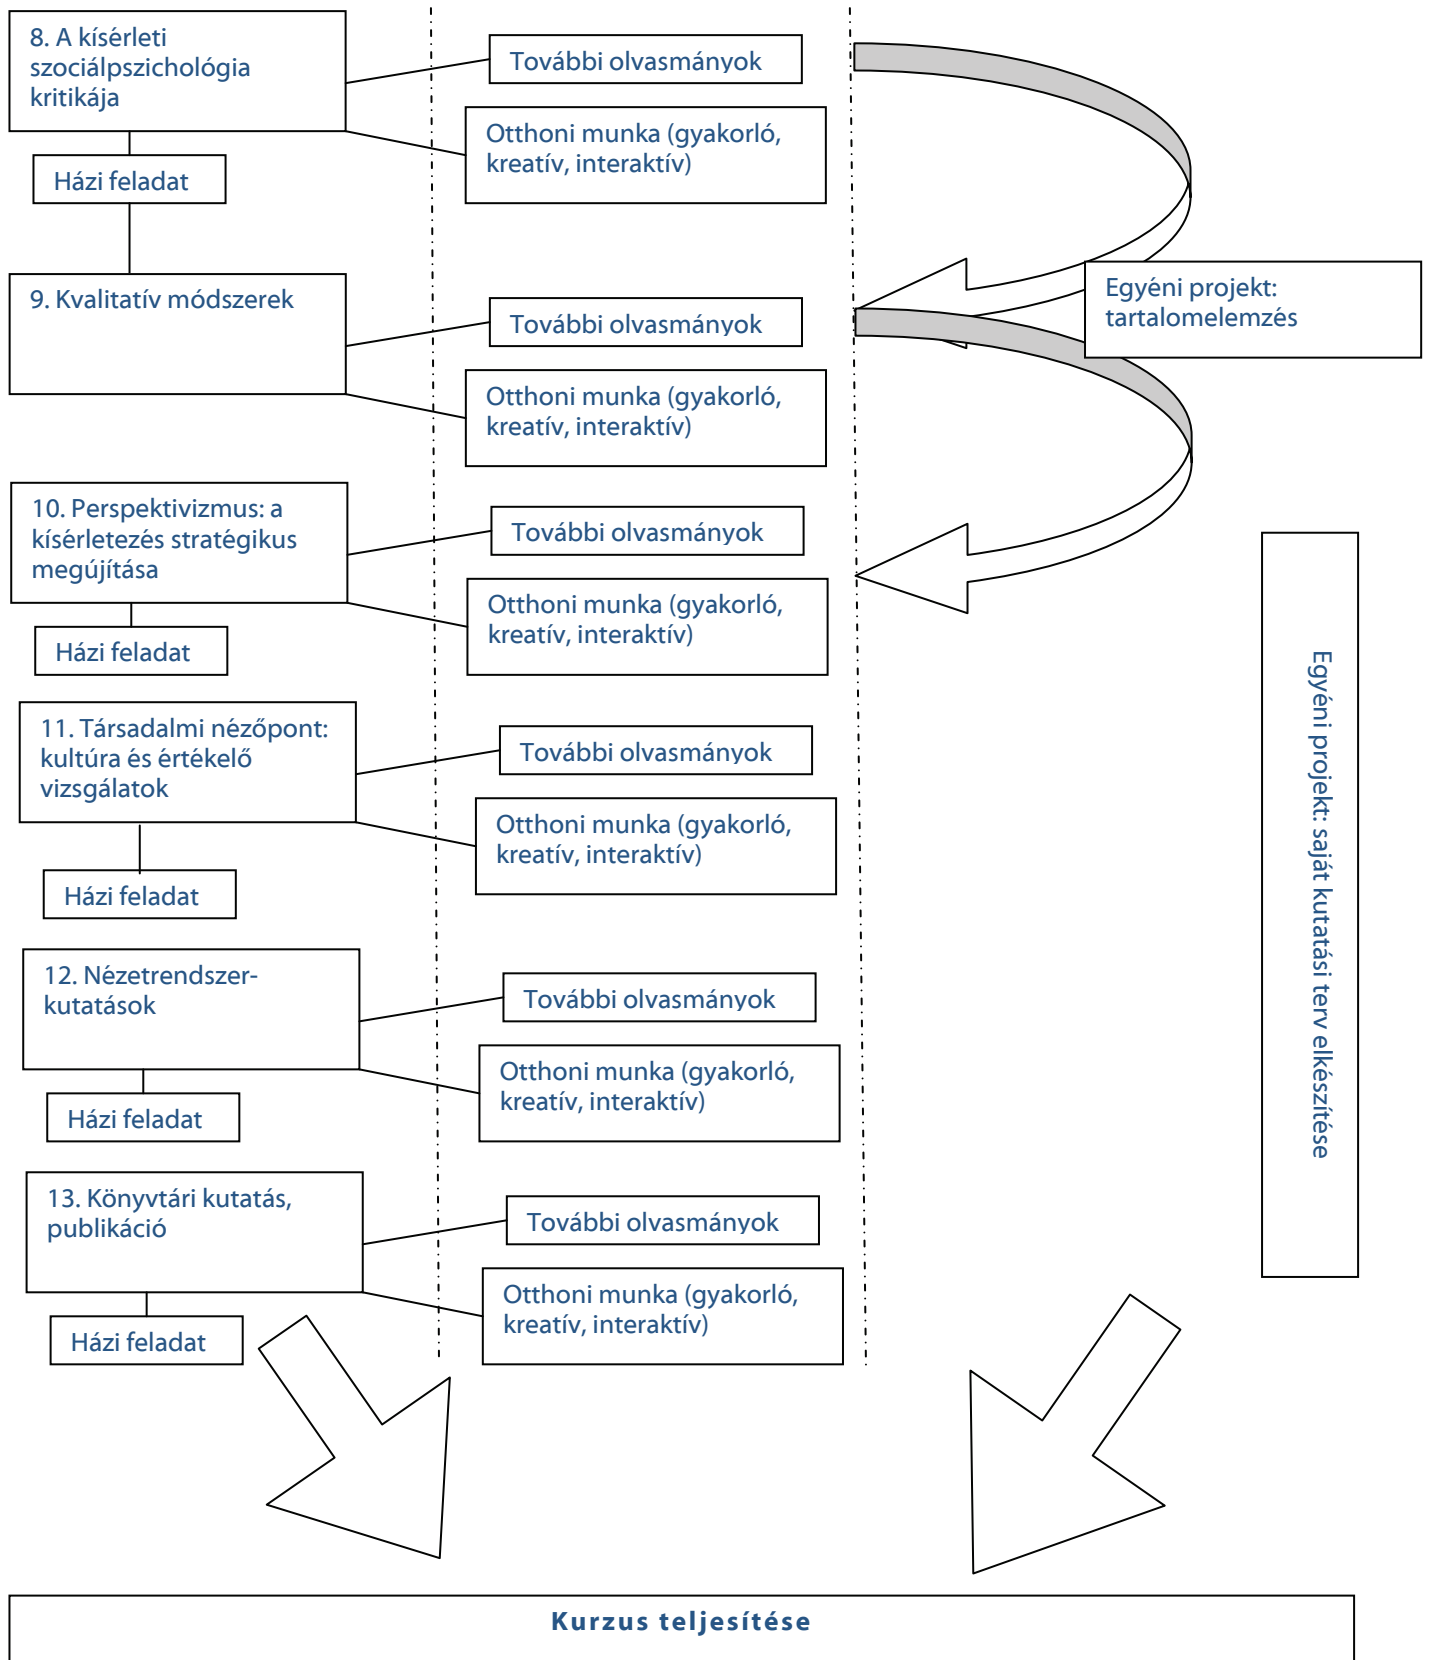 8. A kísérleti
szociálpszichológia
kritikája
További olvasmányok
Otthoni munka (gyakorló,
kreatív, interaktív)
Házi feladat
9. Kvalitatív módszerek
További olvasmányok
Otthoni munka (gyakorló,
kreatív, interaktív)
Egyéni projekt:
tartalomelemzés
10. Perspektivizmus: a
kísérletezés stratégikus
megújítása
További olvasmányok
Otthoni munka (gyakorló,
kreatív, interaktív)
Házi feladat
11. Társadalmi nézőpont:
kultúra és értékelő
vizsgálatok
További olvasmányok
Otthoni munka (gyakorló,
kreatív, interaktív)
Házi feladat
12. Nézetrendszer-
kutatások
További olvasmányok
Otthoni munka (gyakorló,
kreatív, interaktív)
Házi feladat
13. Könyvtári kutatás,
publikáció
További olvasmányok
Otthoni munka (gyakorló,
kreatív, interaktív)
Házi feladat
Egyéni projekt: saját kutatási terv elkészítése
Kurzus teljesítése